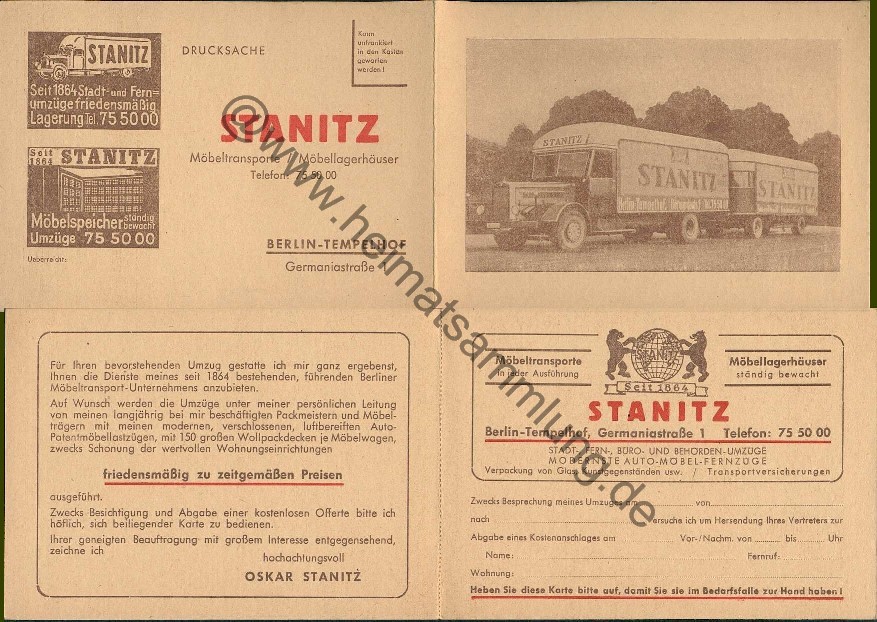 STANITZ
Seit 1864 Stadt- und Fern=
umzüge friedensmäßig
Lagerung Tel. 75 50 00
Seit
1864
STANITZ
Möbelspeicher ständig
bewacht
Umzüge 75 50 00
Ueberreicht:
DRUCKSACHE
Kann
unfrankiert
in den Kasten
geworfen
werden!
STANITZ
Möbeltransporte / Möbellagerhäuser
Telefon: 75 50 00
BERLIN-TEMPELHOF
Germaniastraße
STANITZ
STANITZ
Berlin-Tempelhof,
STANITZ
Für Ihren bevorstehenden Umzug gestatte ich mir ganz ergebenst,
Ihnen die Dienste meines seit 1864 bestehenden, führenden Berliner
Möbeltransport-Unternehmens anzubieten.
Auf Wunsch werden die Umzüge unter meiner persönlichen Leitung
von meinen langjährig bei mir beschäftigten Packmeistern und Möbel-
trägern mit meinen modernen, verschlossenen, luftbereiften Auto-
Patentmöbellastzügen, mit 150 großen Wollpackdecken je Möbelwagen,
zwecks Schonung der wertvollen Wohnungseinrichtungen
friedensmäßig zu zeitgemäßen Preisen
ausgeführt.
Zwecks Besichtigung und Abgabe einer kostenlosen Offerte bitte ich
höflich, sich beiliegender Karte zu bedienen.
Ihrer geneigten Beauftragung mit großem Interesse entgegensehend,
zeichne ich
hochachtungsvoll
OSKAR STANITZ
Möbeltransporte
in jeder Ausführung
STANITZ
Seit 1864
Möbellagerhäuser
ständig bewacht
STANITZ
Berlin-Tempelhof, Germaniastraße 1 Telefon: 75 50 00
STADT-, FERN-, BÜRO- UND BEHÖRDEN-UMZÜGE
MODERNSTE AUTO-MÖBEL-FERNZÜGE
Verpackung von Glas, Kunstgegenständen usw. / Transportversicherungen
Zwecks Besprechung meines Umzuges am von
nach ersuche ich um Hersendung Ihres Vertreters zur
Abgabe eines Kostenanschlages am Vor-/Nachm. von bis Uhr
Name: Fernruf:
Wohnung:
Heben Sie diese Karte bitte auf, damit Sie sie im Bedarfsfalle zur Hand haben!
@www.heimatsammlung.de